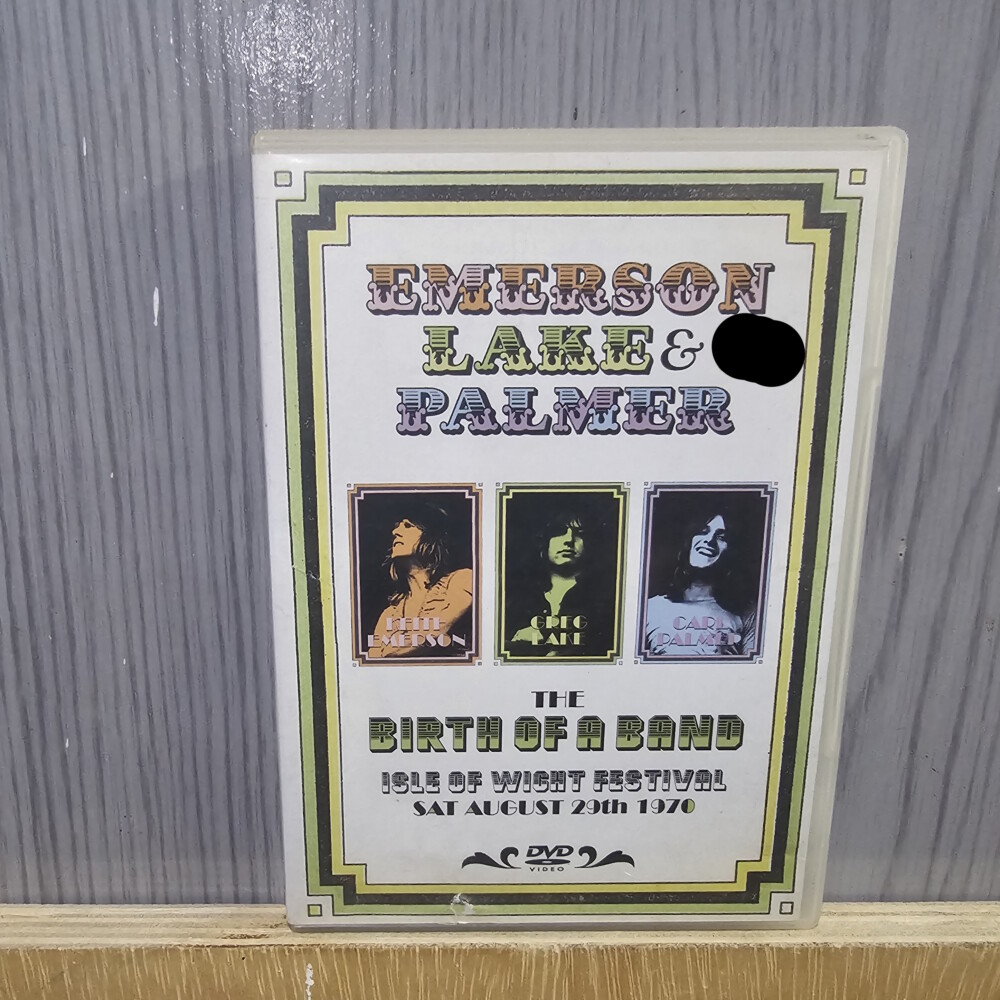 EMERSON
LAKE &
PALMER
KEITH
EMERSON
GREG
LAKE
CARL
PALMER
THE
BIRTH OF A BAND
ISLE OF WIGHT FESTIVAL
SAT AUGUST 29th 1970
DVD
VIDEO